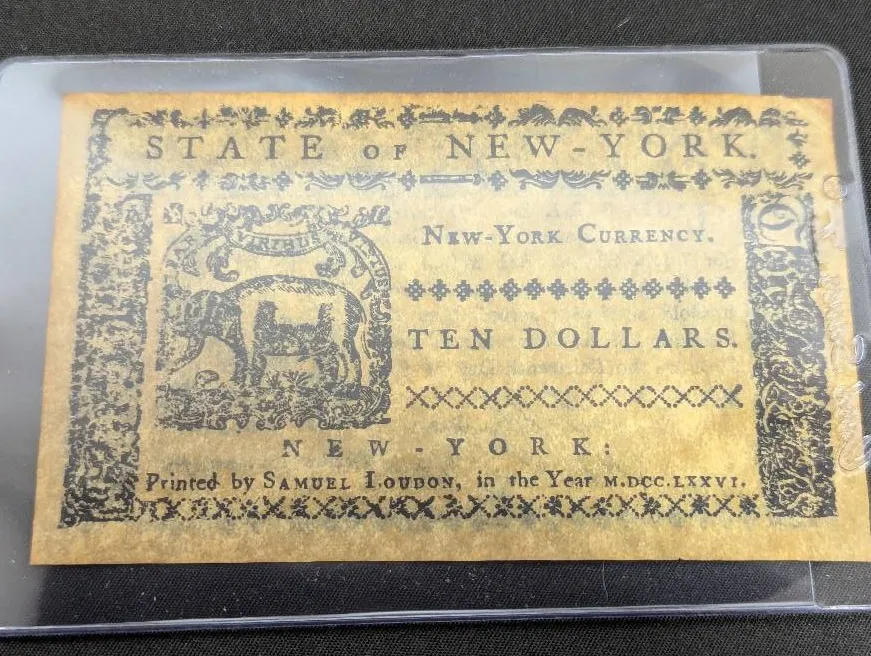 STATE OF NEW-YORK.
VIRIBUS
NEW-YORK CURRENCY.
TEN DOLLARS.
NEW-YORK:
Printed by SAMUEL LOUDON, in the Year M.DCC.LXXVI.